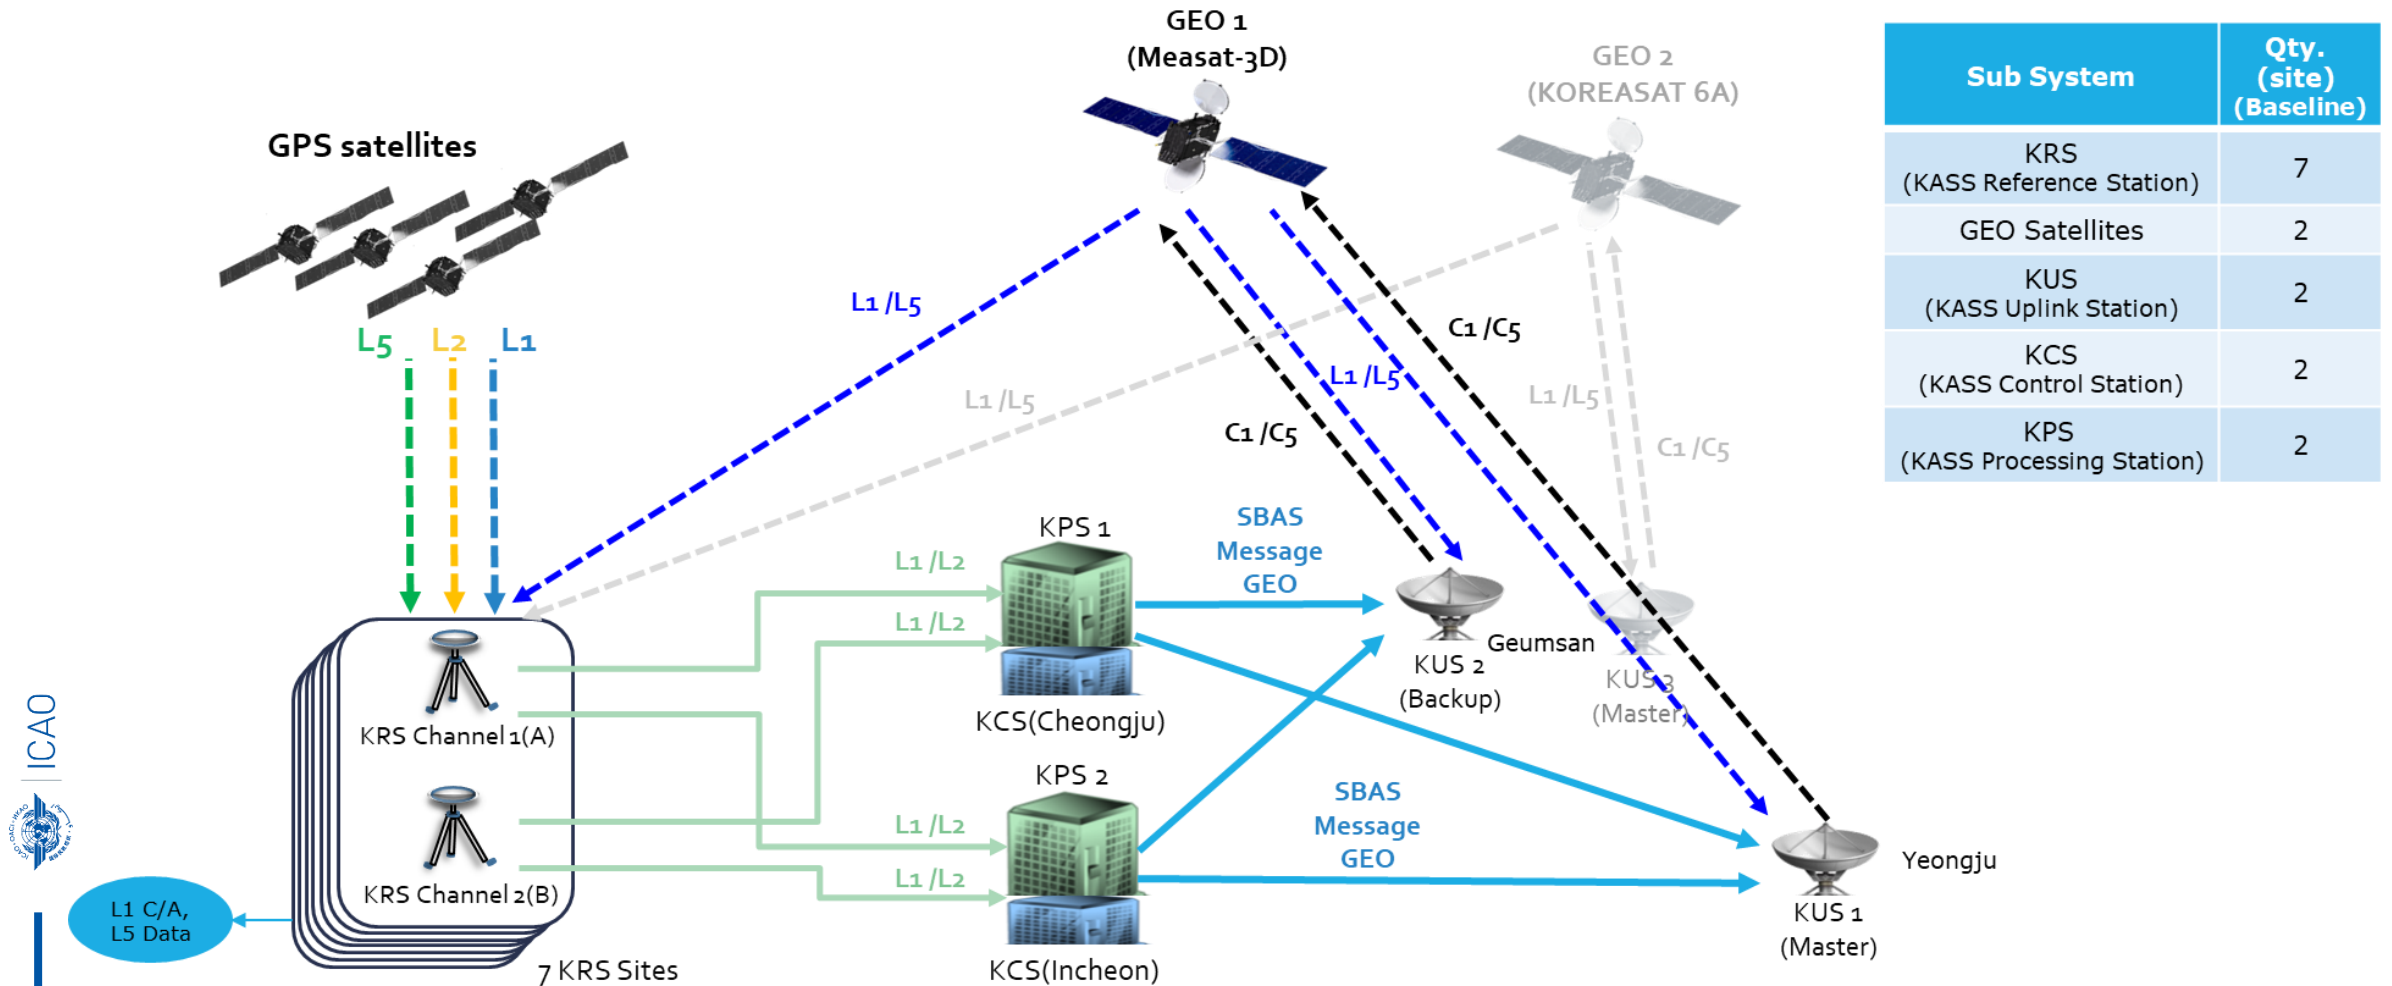 GEO 1
(Measat-3D)
GEO 2
(KOREASAT 6A)
GPS satellites
L5
L2
L1
L1 /L5
L1 /L5
C1 /C5
L1 /L5
C1 /C5
L1 /L5
C1 /C5
Sub System
Qty.
(site)
(Baseline)
KRS
(KASS Reference Station)
7
GEO Satellites
2
KUS
(KASS Uplink Station)
2
KCS
(KASS Control Station)
2
KPS
(KASS Processing Station)
2
KPS 1
L1 /L2
L1 /L2
SBAS
Message
GEO
KCS(Cheongju)
KUS 2
(Backup)
Geumsan
KUS 3
(Master)
KRS Channel 1(A)
KRS Channel 2(B)
7 KRS Sites
L1 C/A,
L5 Data
KPS 2
L1 /L2
L1 /L2
SBAS
Message
GEO
KCS(Incheon)
KUS 1
(Master)
Yeongju
ICAO